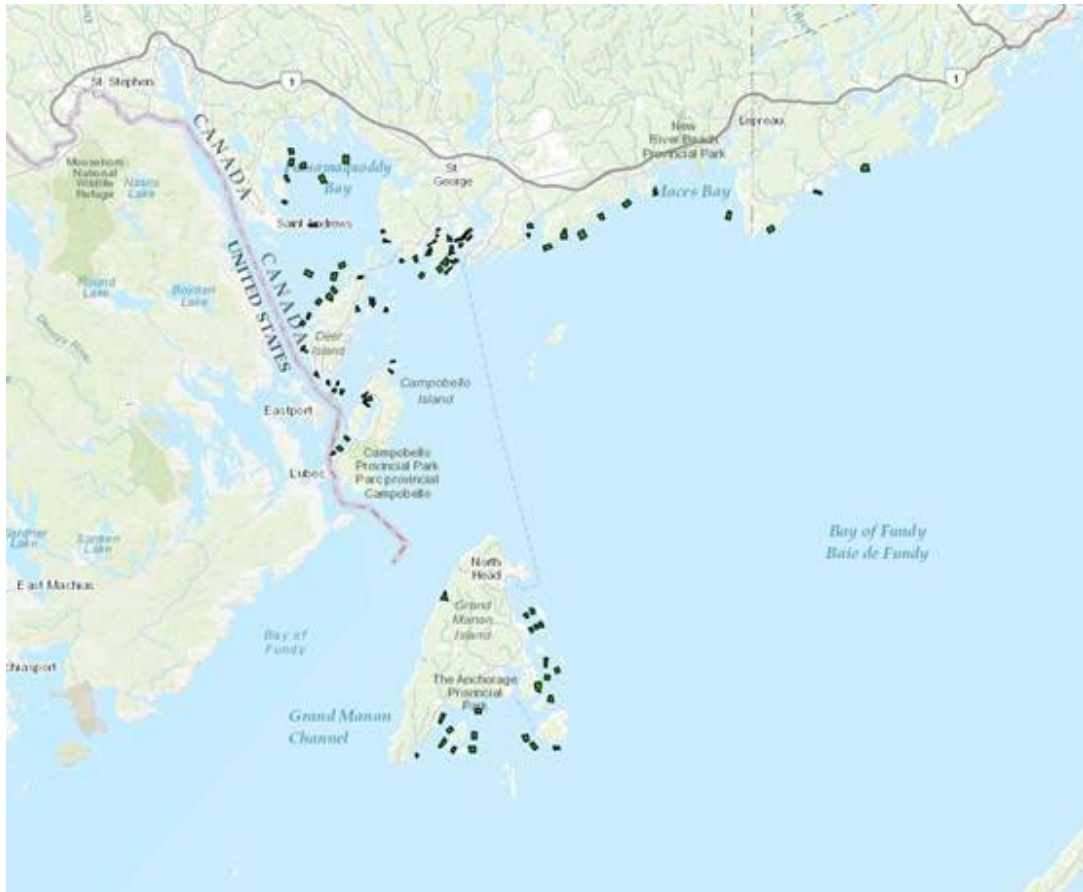 St. Stephen
1
1
CANADA
Moosehorn
National
Wildlife
Refuge
Bay
St
George
New
River Beach
Provincial Park
Lepreau
Maces Bay
Saint Andrews
UNITED STATES
CANADA
Round
Lake
Boyden
Lake
Deer
Island
Campobello
Island
Eastport
Campobello
Provincial Park
Parc provincial
Campobello
Lubec
Lake
Lake
East Machias
Bay of Fundy
Baie de Fundy
North
Head
Grand
Manan
Island
Bay of
Fundy
The Anchorage
Provincial
Park
Grand Manan
Channel